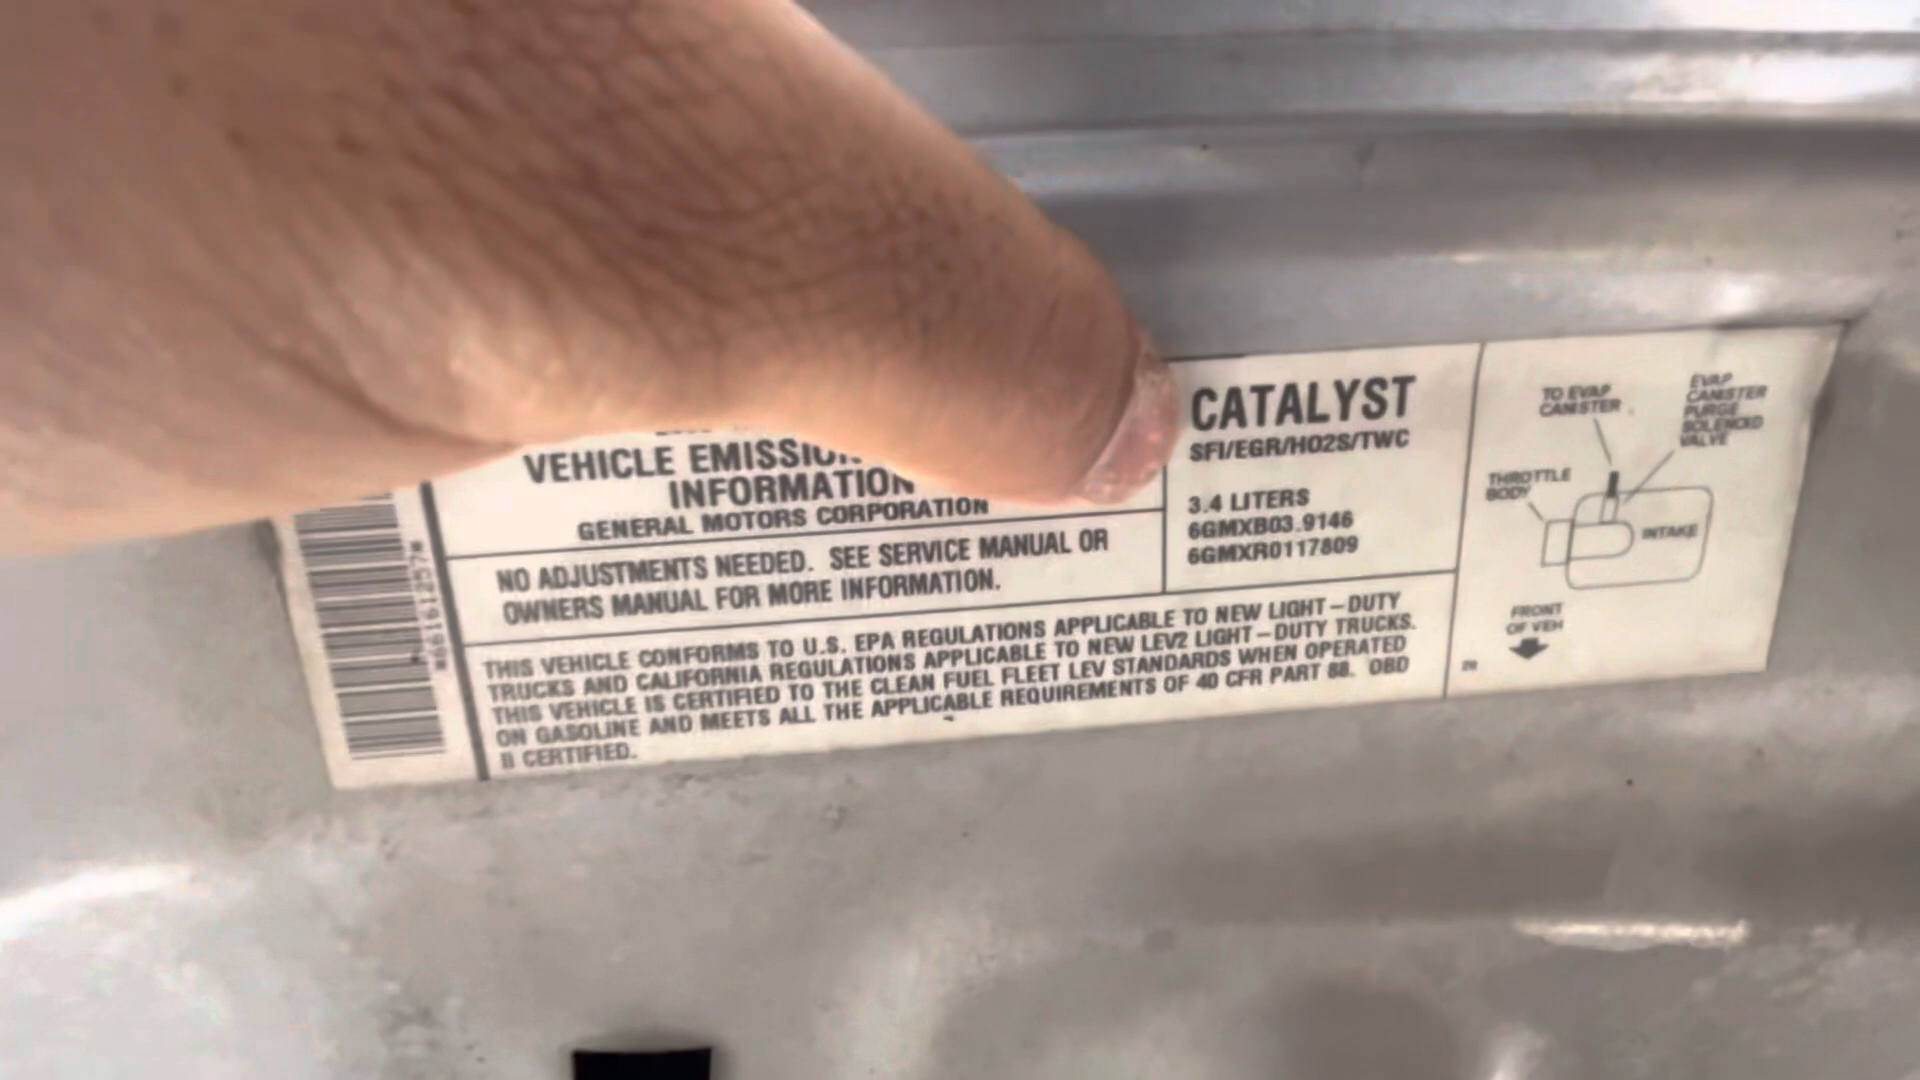 VEHICLE EMISSION
INFORMATION
GENERAL MOTORS CORPORATION
NO ADJUSTMENTS NEEDED. SEE SERVICE MANUAL OR
OWNERS MANUAL FOR MORE INFORMATION.
THIS VEHICLE CONFORMS TO U.S. EPA REGULATIONS APPLICABLE TO NEW LIGHT-DUTY
TRUCKS AND CALIFORNIA REGULATIONS APPLICABLE TO NEW LEV2 LIGHT-DUTY TRUCKS.
THIS VEHICLE IS CERTIFIED TO THE CLEAN FUEL FLEET LEV STANDARDS WHEN OPERATED
ON GASOLINE AND MEETS ALL THE APPLICABLE REQUIREMENTS OF 40 CFR PART 88. OBD
II CERTIFIED.
CATALYST
SFI/EGR/HO2S/TWC
3.4 LITERS
6GMXB03.9146
6GMXR0117809
TO EVAP
CANISTER
EVAP
CANISTER
PURGE
SOLENOID
VALVE
THROTTLE
BODY
INTAKE
FRONT
OF VEH